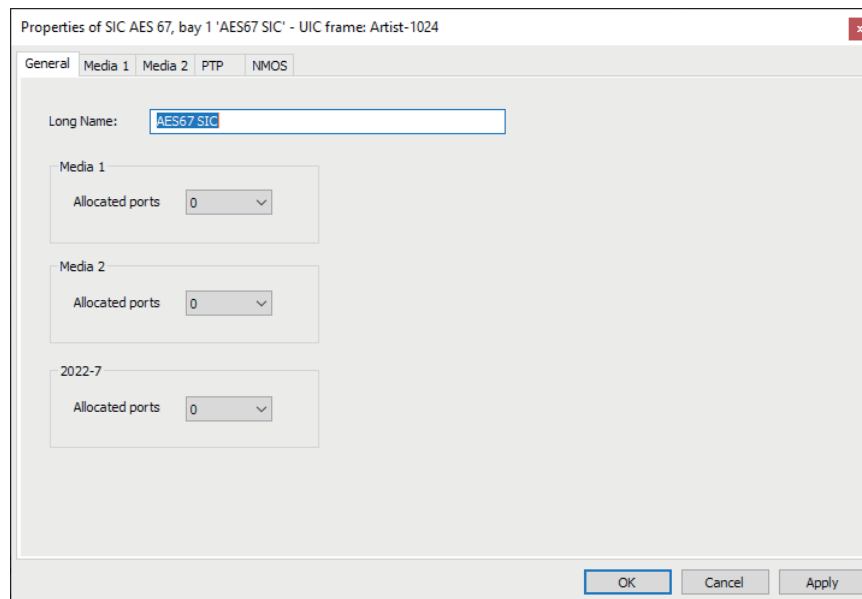 Properties of SIC AES 67, bay 1 'AES67 SIC' - UIC frame: Artist-1024
General Media 1 Media 2 PTP NMOS
Long Name: AES67 SIC
Media 1
Allocated ports 0
Media 2
Allocated ports 0
2022-7
Allocated ports 0
OK Cancel Apply